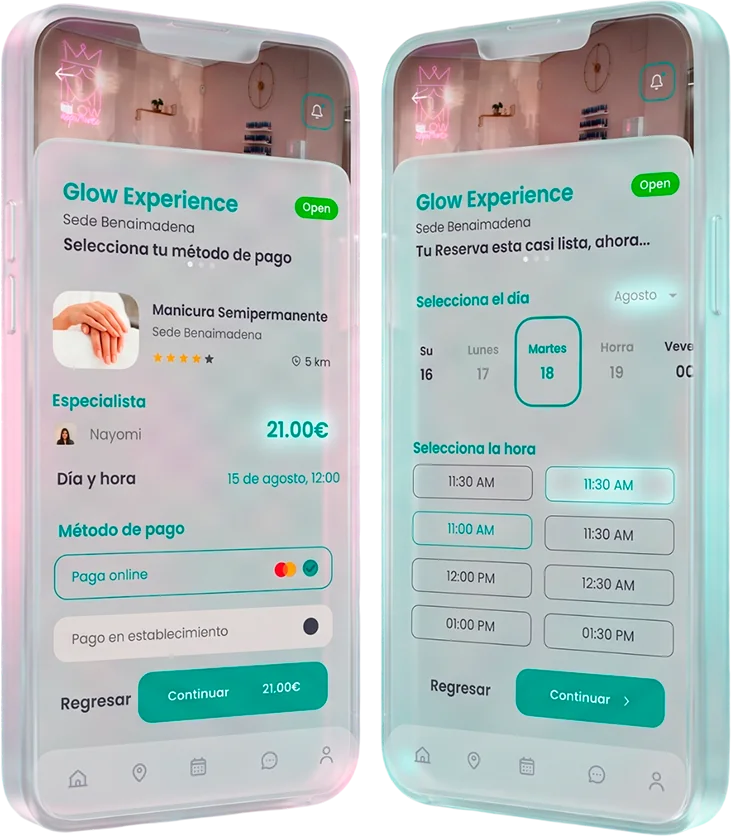 GLOW
Glow Experience
Open
Sede Benaimadena
Selecciona tu método de pago
Manicura Semipermanente
Sede Benaimadena
5 km
Especialista
Nayomi
21.00€
Día y hora
15 de agosto, 12:00
Método de pago
Paga online
Pago en establecimiento
Regresar
Continuar 21.00€
GLOW
Glow Experience
Open
Sede Benaimadena
Tu Reserva esta casi lista, ahora...
Selecciona el día
Agosto
Su Lunes Martes Horra Veve
16 17 18 19 00
Selecciona la hora
11:30 AM 11:30 AM
11:00 AM 11:30 AM
12:00 PM 12:30 AM
01:00 PM 01:30 PM
Regresar
Continuar